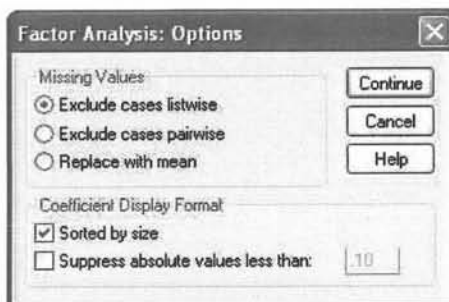 Factor Analysis: Options
Missing Values
Exclude cases listwise
Exclude cases pairwise
Replace with mean
Continue
Cancel
Help
Coefficient Display Format
Sorted by size
Suppress absolute values less than: .10